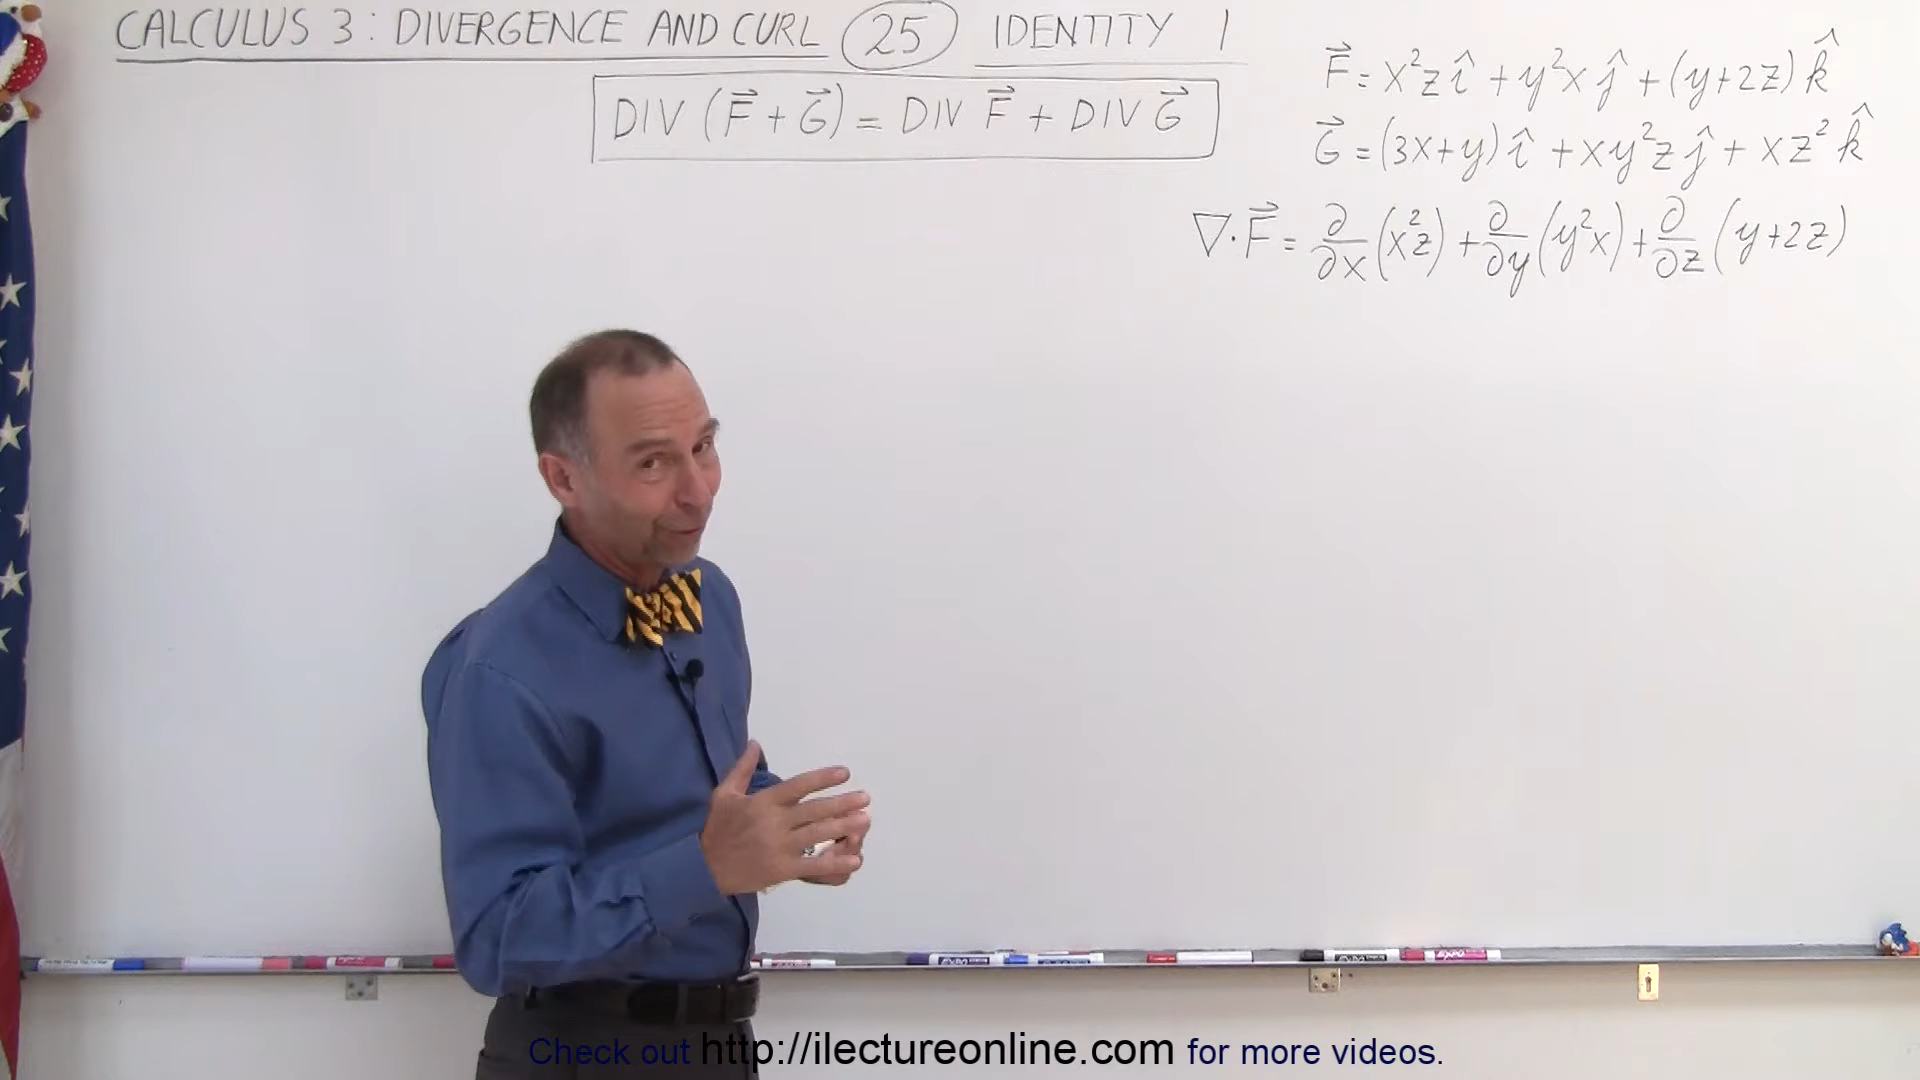 CALCULUS 3: DIVERGENCE AND CURL 25 IDENTITY 1
DIV (F⃗ + G⃗) = DIV F⃗ + DIV G⃗
F⃗ = x²z î + y²x ĵ + (y+2z) k̂
G⃗ = (3x+y) î + xy²z ĵ + xz² k̂
∇·F⃗ = ∂/∂x (x²z) + ∂/∂y (y²x) + ∂/∂z (y+2z)
Check out http://ilectureonline.com for more videos.